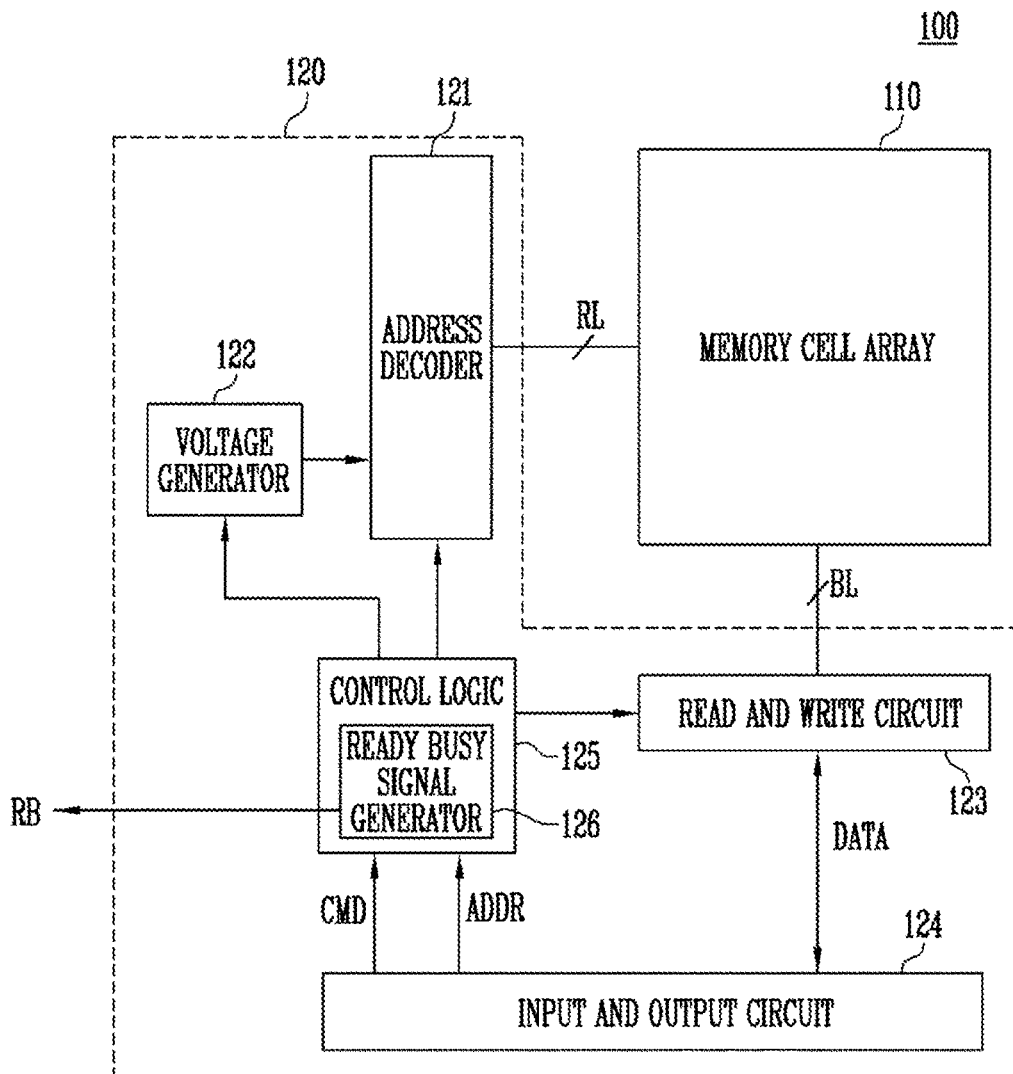 100
120
121
110
ADDRESS
DECODER
RL
MEMORY CELL ARRAY
122
VOLTAGE
GENERATOR
BL
CONTROL LOGIC
READY BUSY
SIGNAL
GENERATOR
125
126
READ AND WRITE CIRCUIT
123
RB
DATA
CMD
ADDR
124
INPUT AND OUTPUT CIRCUIT